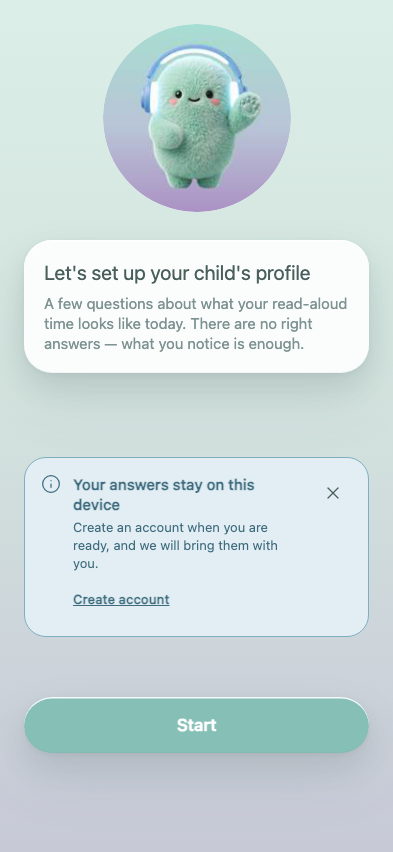 Let's set up your child's profile
A few questions about what your read-aloud
time looks like today. There are no right
answers — what you notice is enough.
Your answers stay on this
device
Create an account when you are
ready, and we will bring them with
you.
Create account
Start